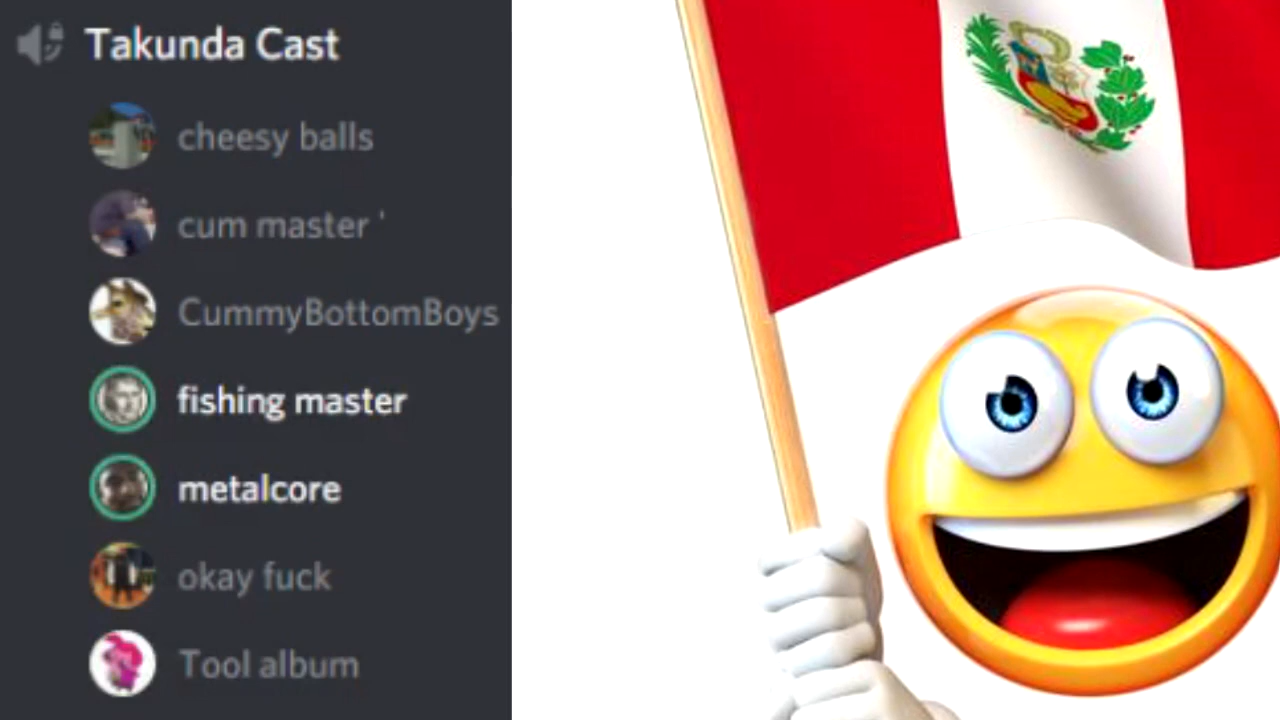 Takunda Cast
cheesy balls
cum master '
CummyBottomBoys
fishing master
metalcore
okay fuck
Tool album